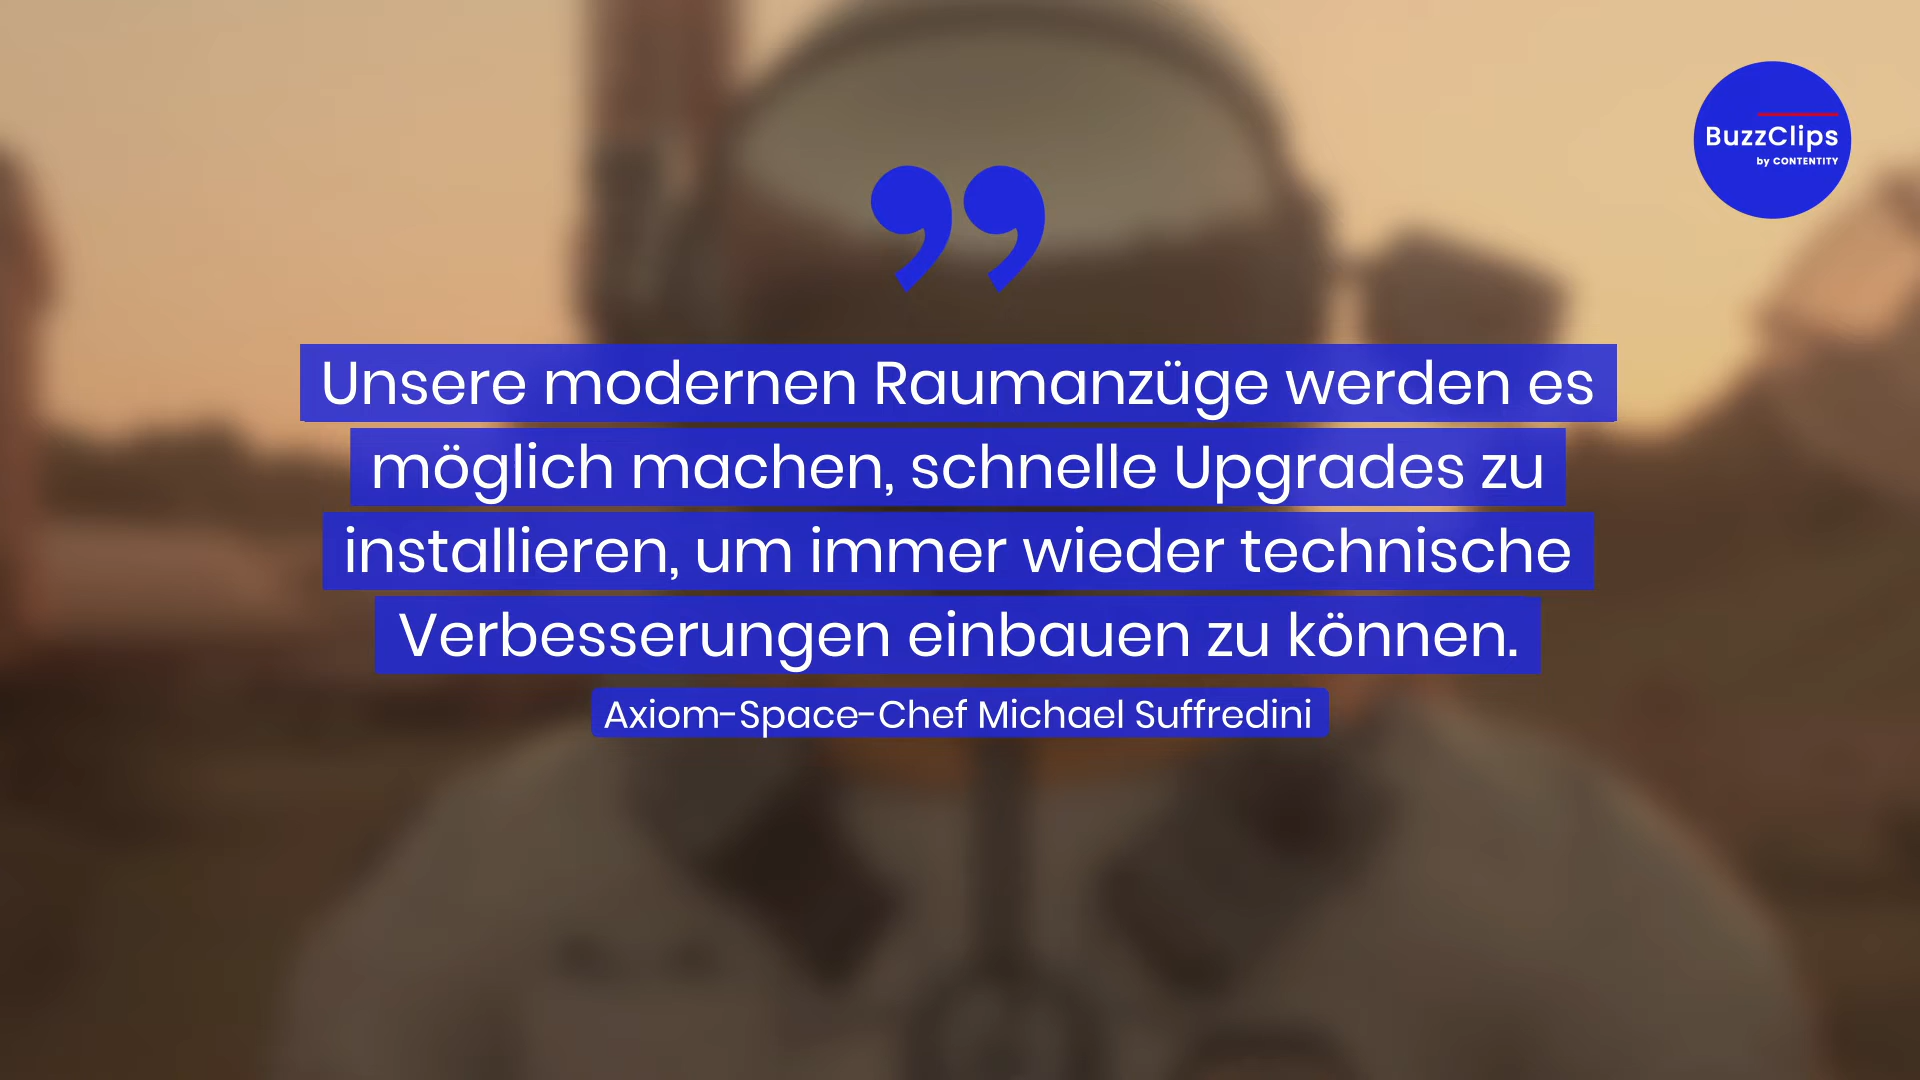 BuzzClips
by CONTENTITY
”
Unsere modernen Raumanzüge werden es
möglich machen, schnelle Upgrades zu
installieren, um immer wieder technische
Verbesserungen einbauen zu können.
Axiom-Space-Chef Michael Suffredini